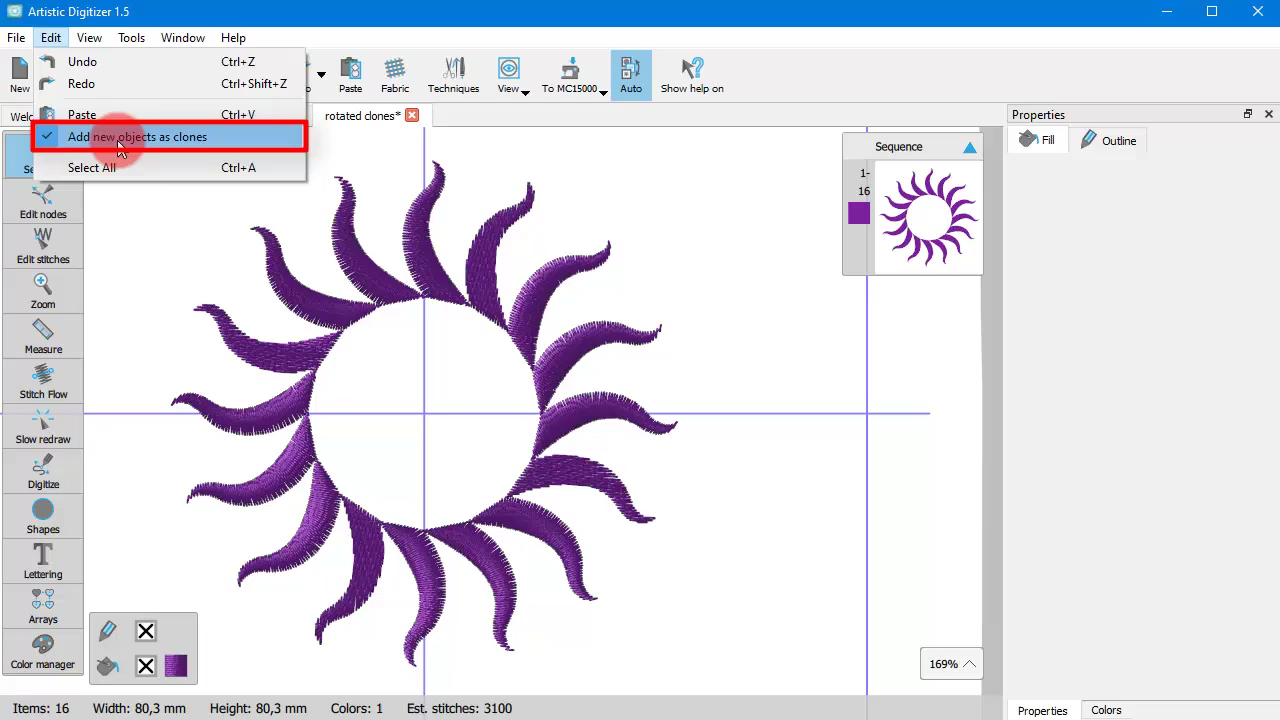 Artistic Digitizer 1.5
File Edit View Tools Window Help
Undo Ctrl+Z
Redo Ctrl+Shift+Z
Paste Ctrl+V
Add new objects as clones
Select All Ctrl+A
New
Paste
Fabric
Techniques
View
To MC15000
Auto
Show help on
rotated clones*
Edit nodes
Edit stitches
Zoom
Measure
Stitch Flow
Slow redraw
Digitize
Shapes
Lettering
Arrays
Color manager
Sequence
1-
16
169%
Properties
Fill Outline
Properties Colors
Items: 16 Width: 80,3 mm Height: 80,3 mm Colors: 1 Est. stitches: 3100